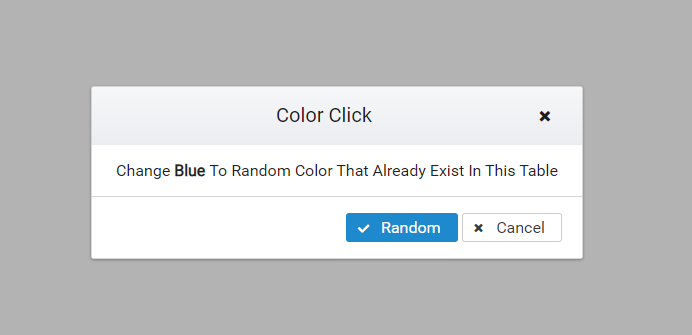 Color Click
Change Blue To Random Color That Already Exist In This Table
Random
Cancel